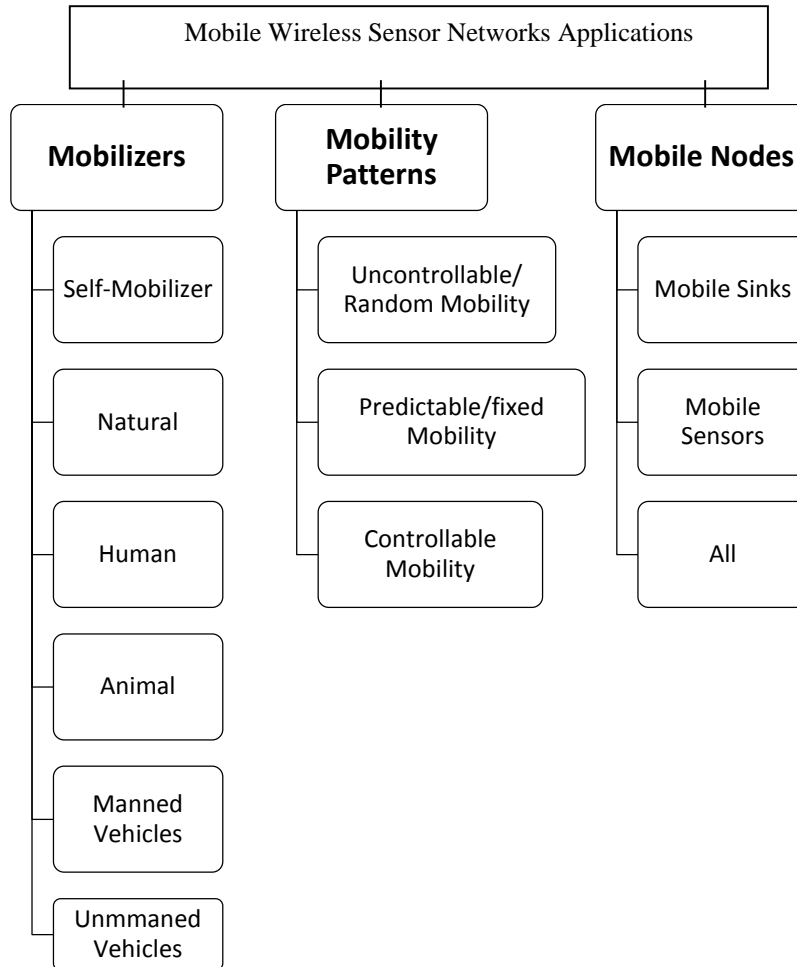 Mobile Wireless Sensor Networks Applications
Mobilizers
Self-Mobilizer
Natural
Human
Animal
Manned
Vehicles
Unmmaned
Vehicles
Mobility
Patterns
Uncontrollable/
Random Mobility
Predictable/fixed
Mobility
Controllable
Mobility
Mobile Nodes
Mobile Sinks
Mobile
Sensors
All